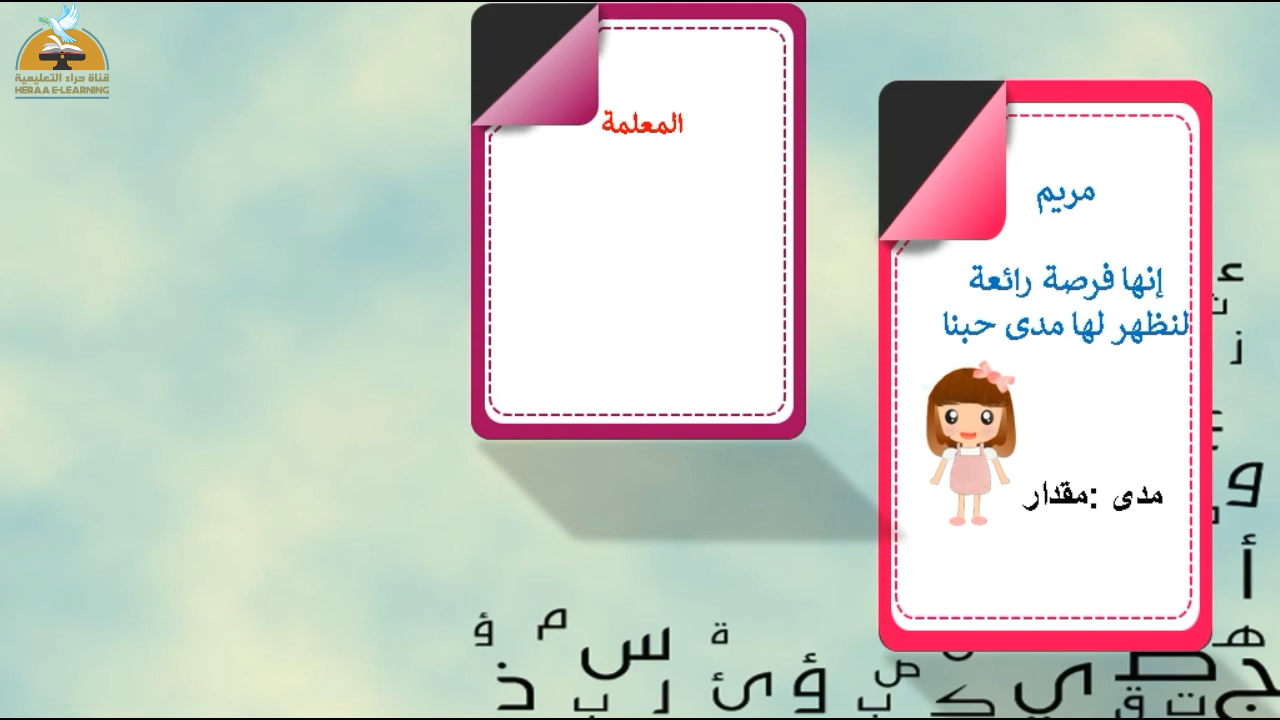 قناة حراء التعليمية
HERAA E-LEARNING
مريم
إنها فرصة رائعة
لنظهر لها مدى حبنا
مدى :مقدار
المعلمة